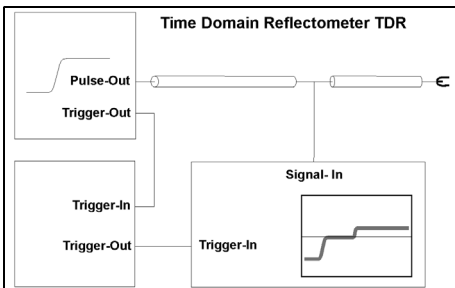 Time Domain Reflectometer TDR
Pulse-Out
Trigger-Out
Signal- In
Trigger-In
Trigger-Out
Trigger-In